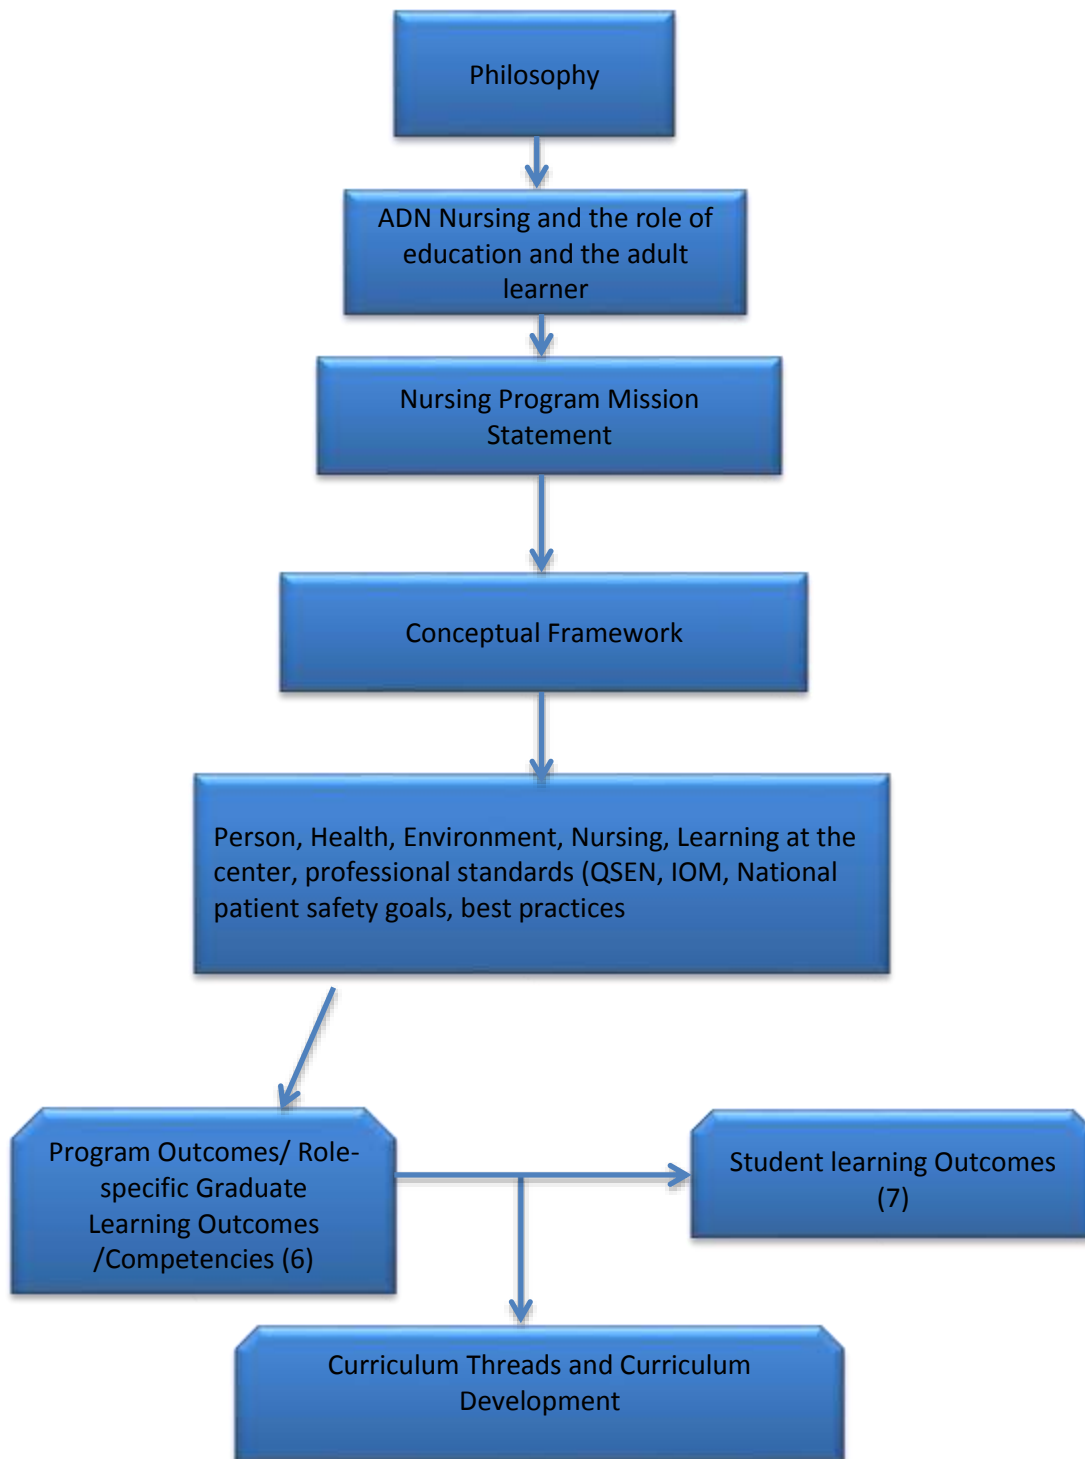 Philosophy
ADN Nursing and the role of
education and the adult
learner
Nursing Program Mission
Statement
Conceptual Framework
Person, Health, Environment, Nursing, Learning at the
center, professional standards (QSEN, IOM, National
patient safety goals, best practices
Program Outcomes/ Role-
specific Graduate
Learning Outcomes
/Competencies (6)
Student learning Outcomes
(7)
Curriculum Threads and Curriculum
Development